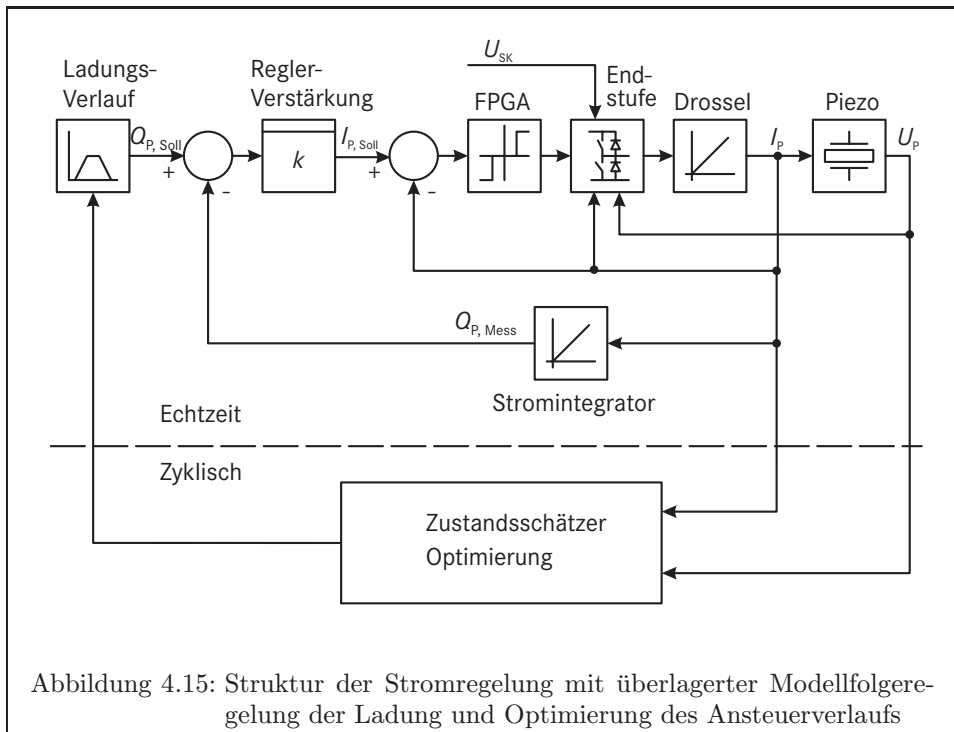 U_SK
Ladungs-
Verlauf
Regler-
Verstärkung
FPGA
End-
stufe
Drossel
Piezo
Q_P, Soll
I_P, Soll
I_P
U_P
+
-
k
+
-
Q_P, Mess
Stromintegrator
Echtzeit
Zyklisch
Zustandsschätzer
Optimierung
Abbildung 4.15: Struktur der Stromregelung mit überlagerter Modellfolgere-
gelung der Ladung und Optimierung des Ansteuerverlaufs